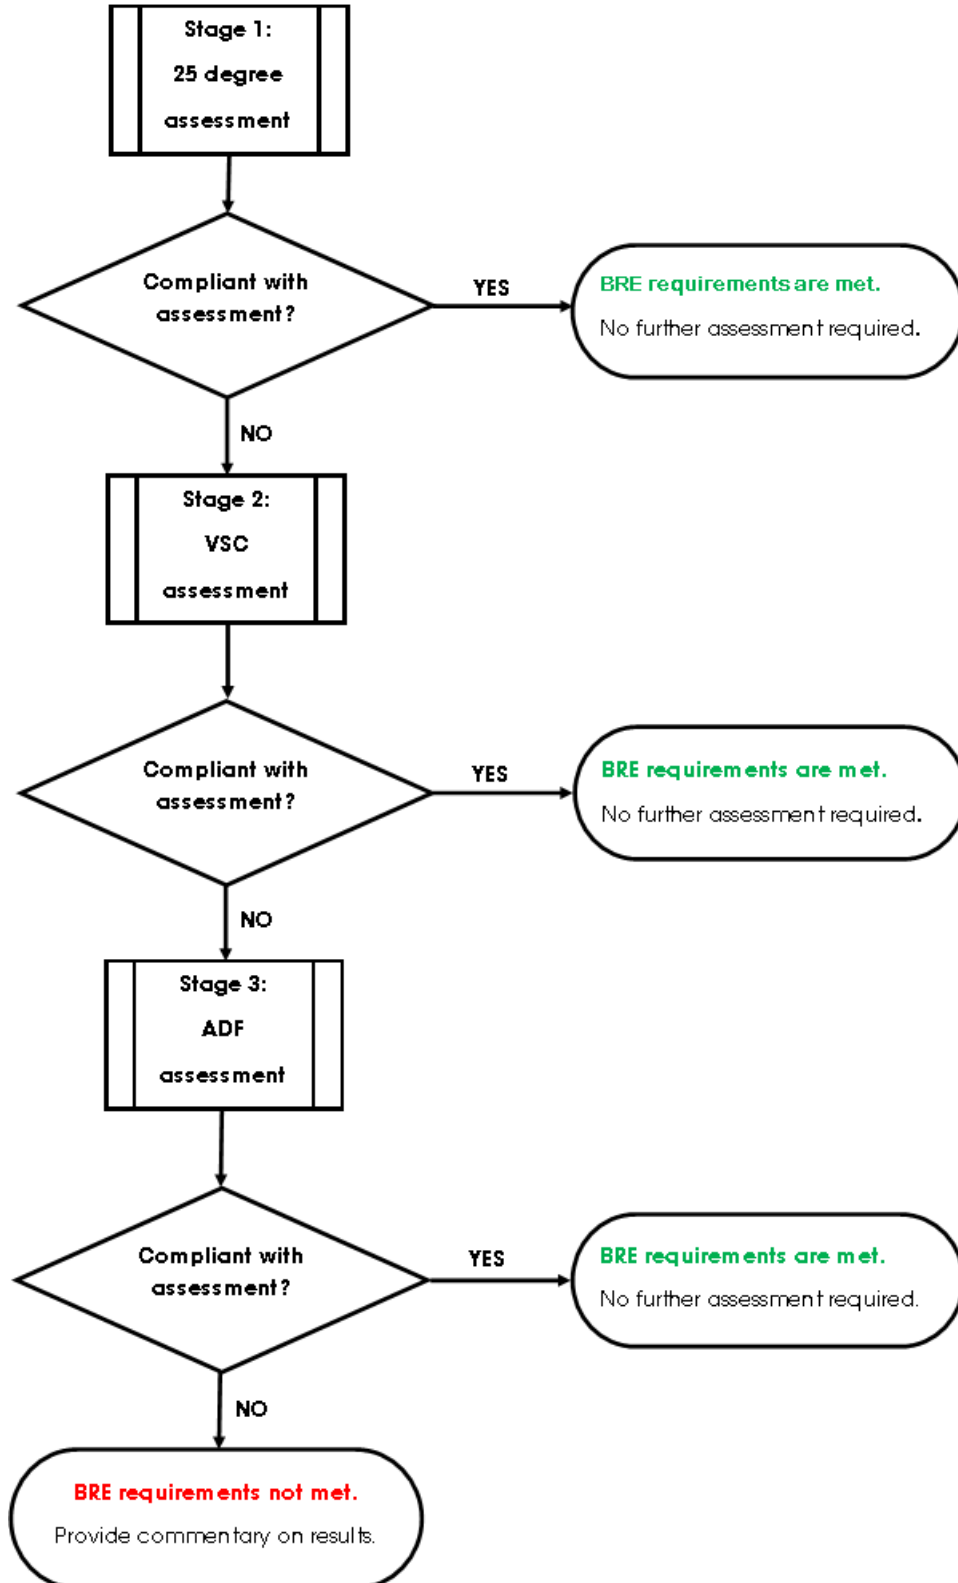 Stage 1:
25 degree
assessment
Compliant with
assessment?
YES
BRE requirements are met.
No further assessment required.
NO
Stage 2:
VSC
assessment
Compliant with
assessment?
YES
BRE requirements are met.
No further assessment required.
NO
Stage 3:
ADF
assessment
Compliant with
assessment?
YES
BRE requirements are met.
No further assessment required.
NO
BRE requirements not met.
Provide commentary on results.